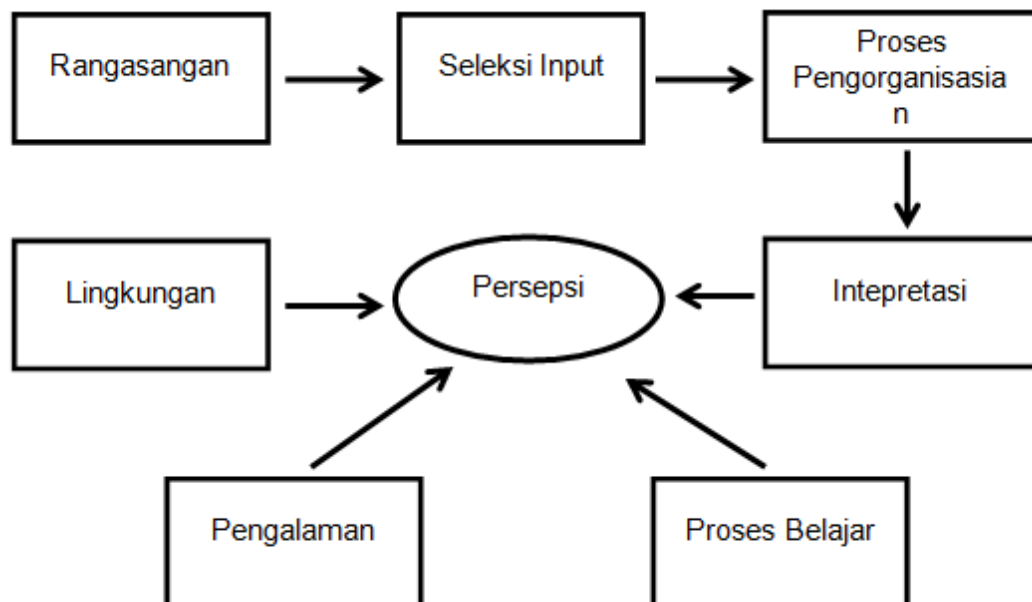 Rangasangan
Seleksi Input
Proses
Pengorganisasia
n
Lingkungan
Persepsi
Intepretasi
Pengalaman
Proses Belajar